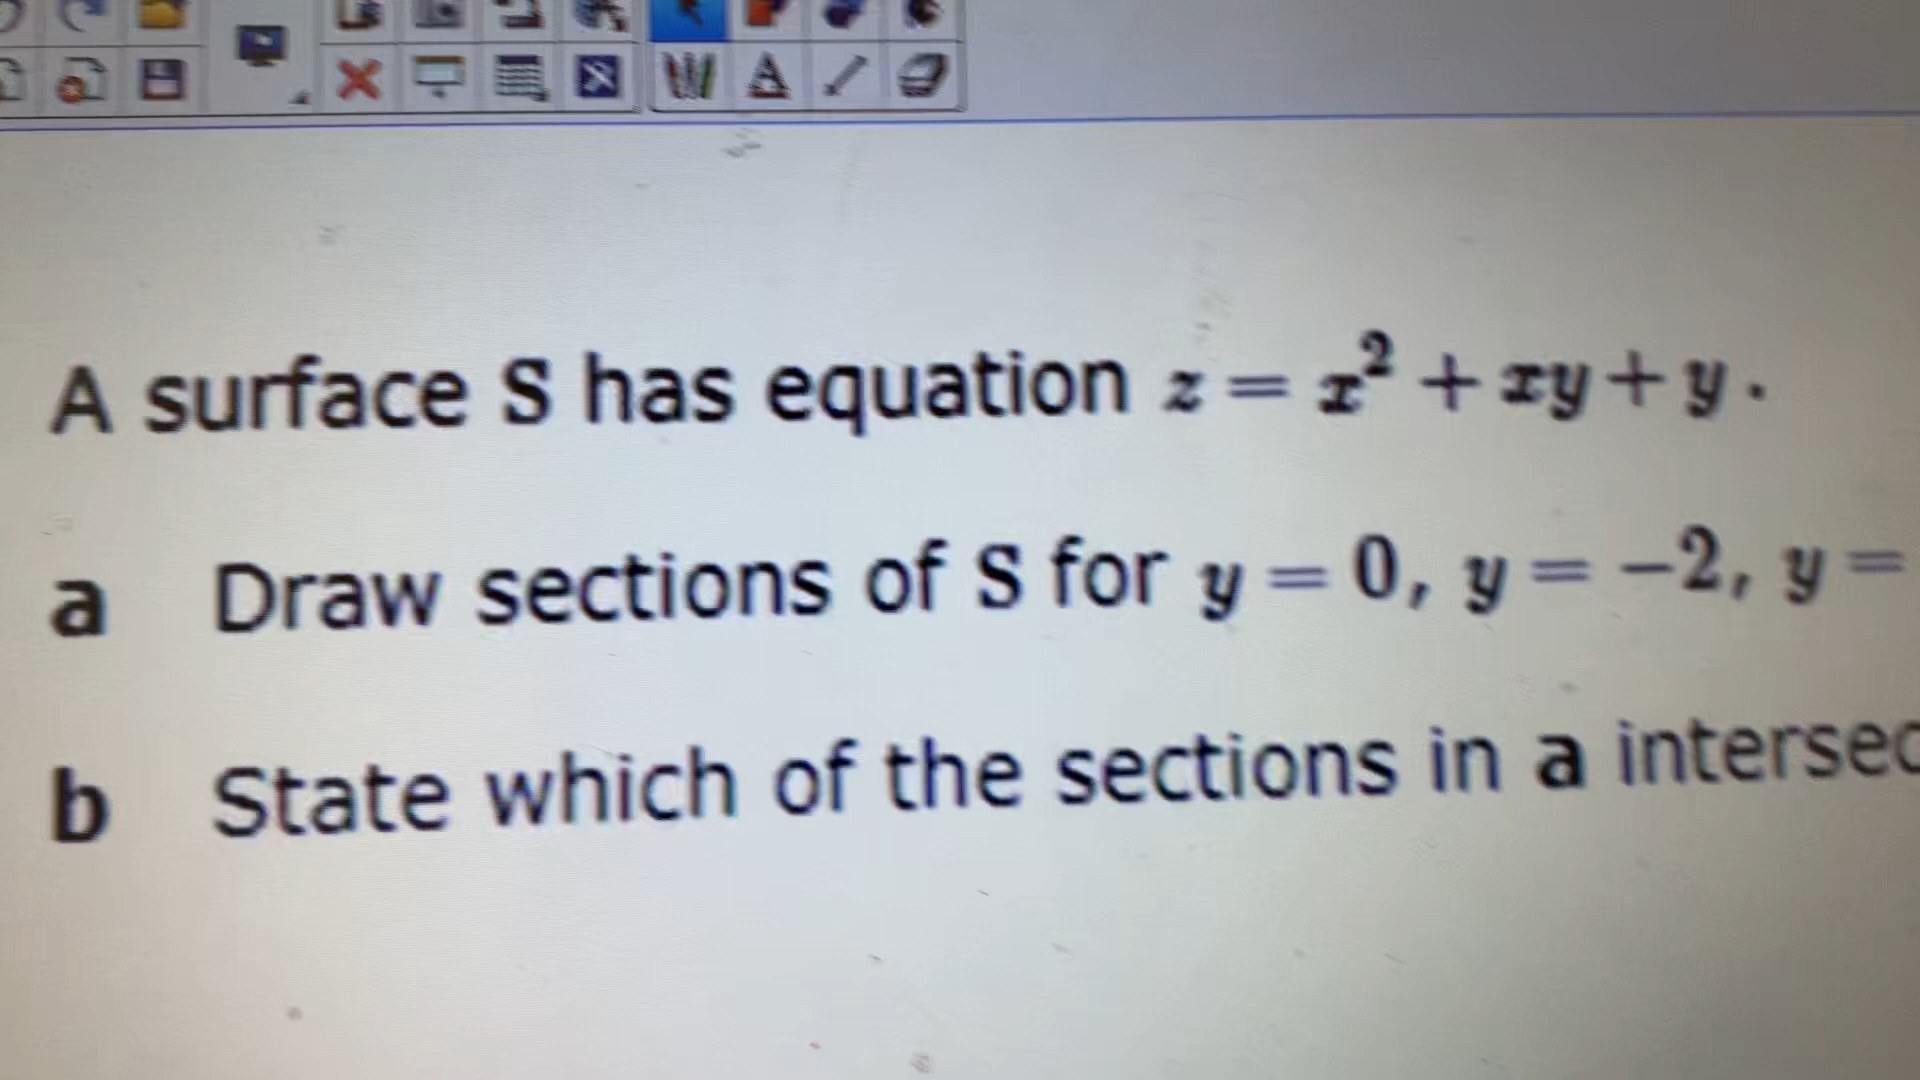 A surface S has equation z = x² + xy + y.
a Draw sections of S for y = 0, y = −2, y =
b State which of the sections in a intersec